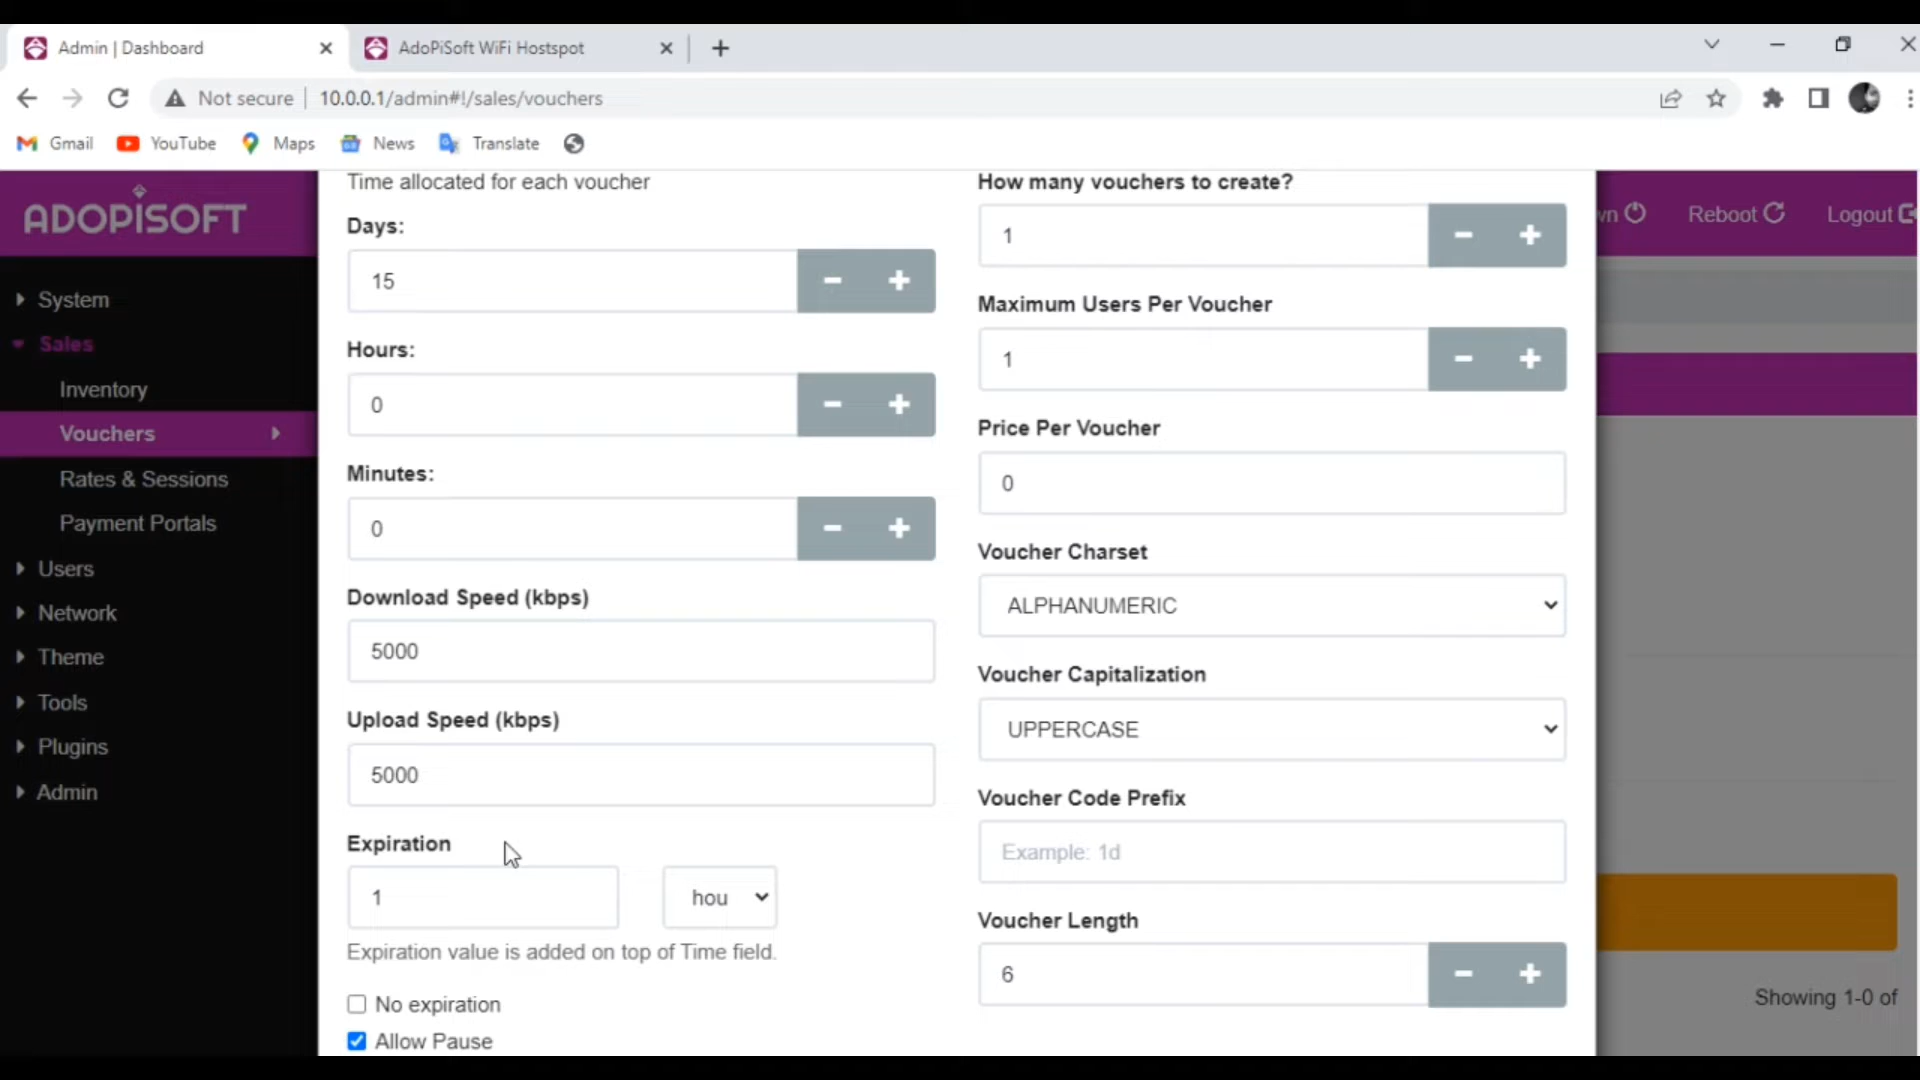 Admin | Dashboard
AdoPiSoft WiFi Hostspot
Not secure
10.0.0.1/admin#!/sales/vouchers
Gmail
YouTube
Maps
News
Translate
ADOPISOFT
wn
Reboot
Logout
System
Sales
Inventory
Vouchers
Rates & Sessions
Payment Portals
Users
Network
Theme
Tools
Plugins
Admin
Time allocated for each voucher
Days:
15
Hours:
0
Minutes:
0
Download Speed (kbps)
5000
Upload Speed (kbps)
5000
Expiration
1
hou
Expiration value is added on top of Time field.
No expiration
Allow Pause
How many vouchers to create?
1
Maximum Users Per Voucher
1
Price Per Voucher
0
Voucher Charset
ALPHANUMERIC
Voucher Capitalization
UPPERCASE
Voucher Code Prefix
Example: 1d
Voucher Length
6
Showing 1-0 of